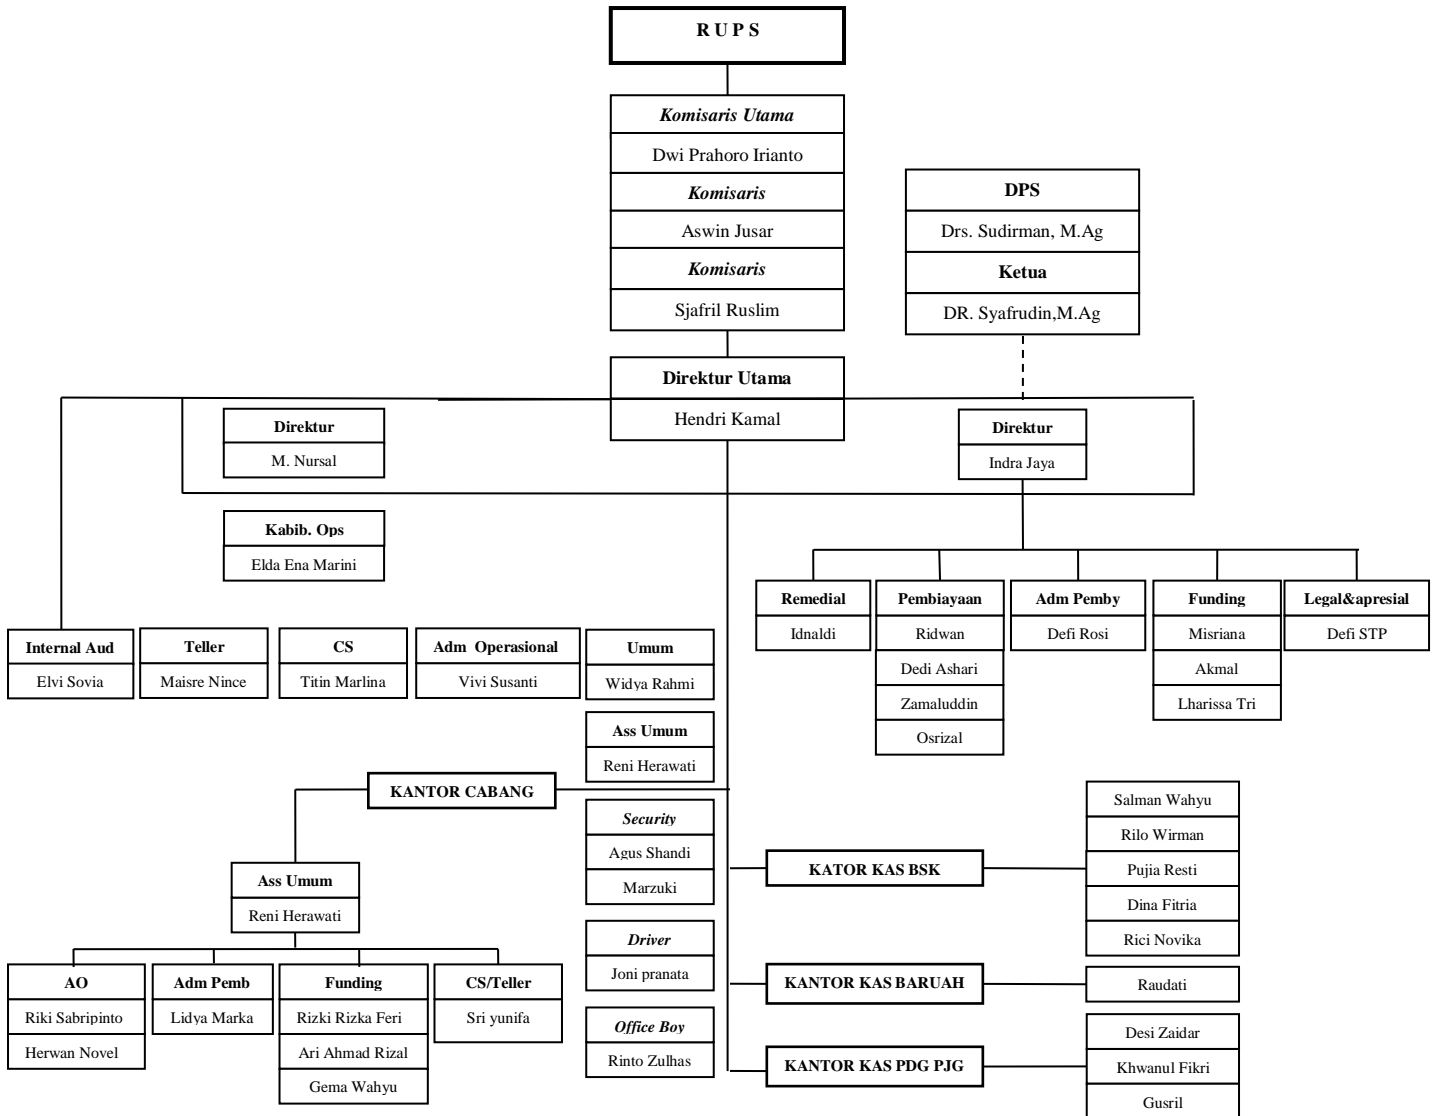 R U P S
Komisaris Utama
Dwi Prahoro Irianto
Komisaris
Aswin Jusar
Komisaris
Sjafril Ruslim
DPS
Drs. Sudirman, M.Ag
Ketua
DR. Syafrudin,M.Ag
Direktur Utama
Hendri Kamal
Direktur
M. Nursal
Direktur
Indra Jaya
Kabib. Ops
Elda Ena Marini
Remedial
Idnaldi
Pembiayaan
Ridwan
Dedi Ashari
Zamaluddin
Osrizal
Adm Pemby
Defi Rosi
Funding
Misriana
Akmal
Lharissa Tri
Legal&apresial
Defi STP
Internal Aud
Elvi Sovia
Teller
Maisre Nince
CS
Titin Marlina
Adm Operasional
Vivi Susanti
Umum
Widya Rahmi
Ass Umum
Reni Herawati
Security
Agus Shandi
Marzuki
Driver
Joni pranata
Office Boy
Rinto Zulhas
KANTOR CABANG
Ass Umum
Reni Herawati
AO
Riki Sabripinto
Herwan Novel
Adm Pemb
Lidya Marka
Funding
Rizki Rizka Feri
Ari Ahmad Rizal
Gema Wahyu
CS/Teller
Sri yunifa
KATOR KAS BSK
Salman Wahyu
Rilo Wirman
Pujia Resti
Dina Fitria
Rici Novika
KANTOR KAS BARUAH
Raudati
KANTOR KAS PDG PJG
Desi Zaidar
Khwanul Fikri
Gusril